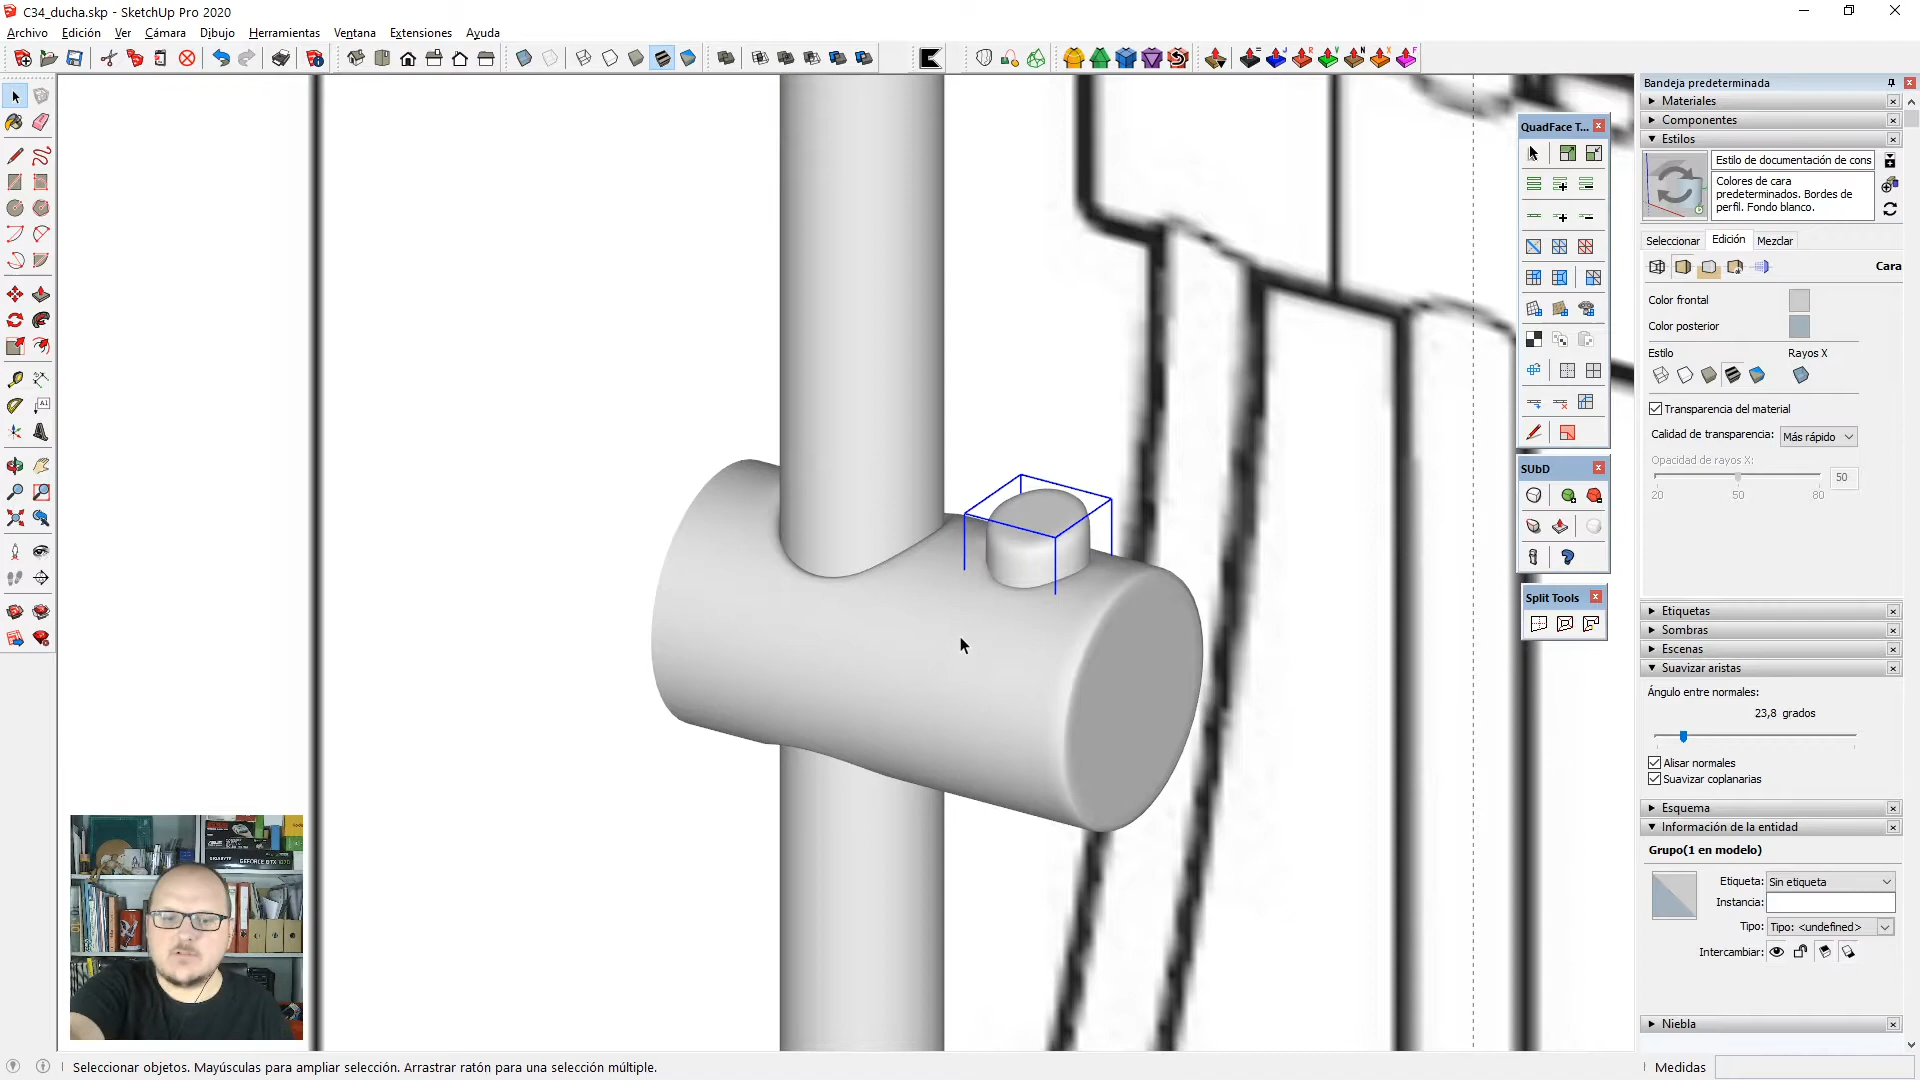 C34_ducha.skp - SketchUp Pro 2020
Archivo Edición Ver Cámara Dibujo Herramientas Ventana Extensiones Ayuda
Bandeja predeterminada
Materiales
Componentes
Estilos
Estilo de documentación de cons
Colores de cara
predeterminados. Bordes de
perfil. Fondo blanco.
Seleccionar Edición Mezclar
Cara
Color frontal
Color posterior
Estilo Rayos X
Transparencia del material
Calidad de transparencia: Más rápido
Opacidad de rayos X:
50
20 50 80
Etiquetas
Sombras
Escenas
Suavizar aristas
Ángulo entre normales:
23,8 grados
Alisar normales
Suavizar coplanarias
Esquema
Información de la entidad
Grupo(1 en modelo)
Etiqueta: Sin etiqueta
Instancia:
Tipo: Tipo: <undefined>
Intercambiar:
Niebla
QuadFace T...
SUbD
Split Tools
A1
GIGABYTE GEFORCE GTX 1070
Seleccionar objetos. Mayúsculas para ampliar selección. Arrastrar ratón para una selección múltiple.
Medidas